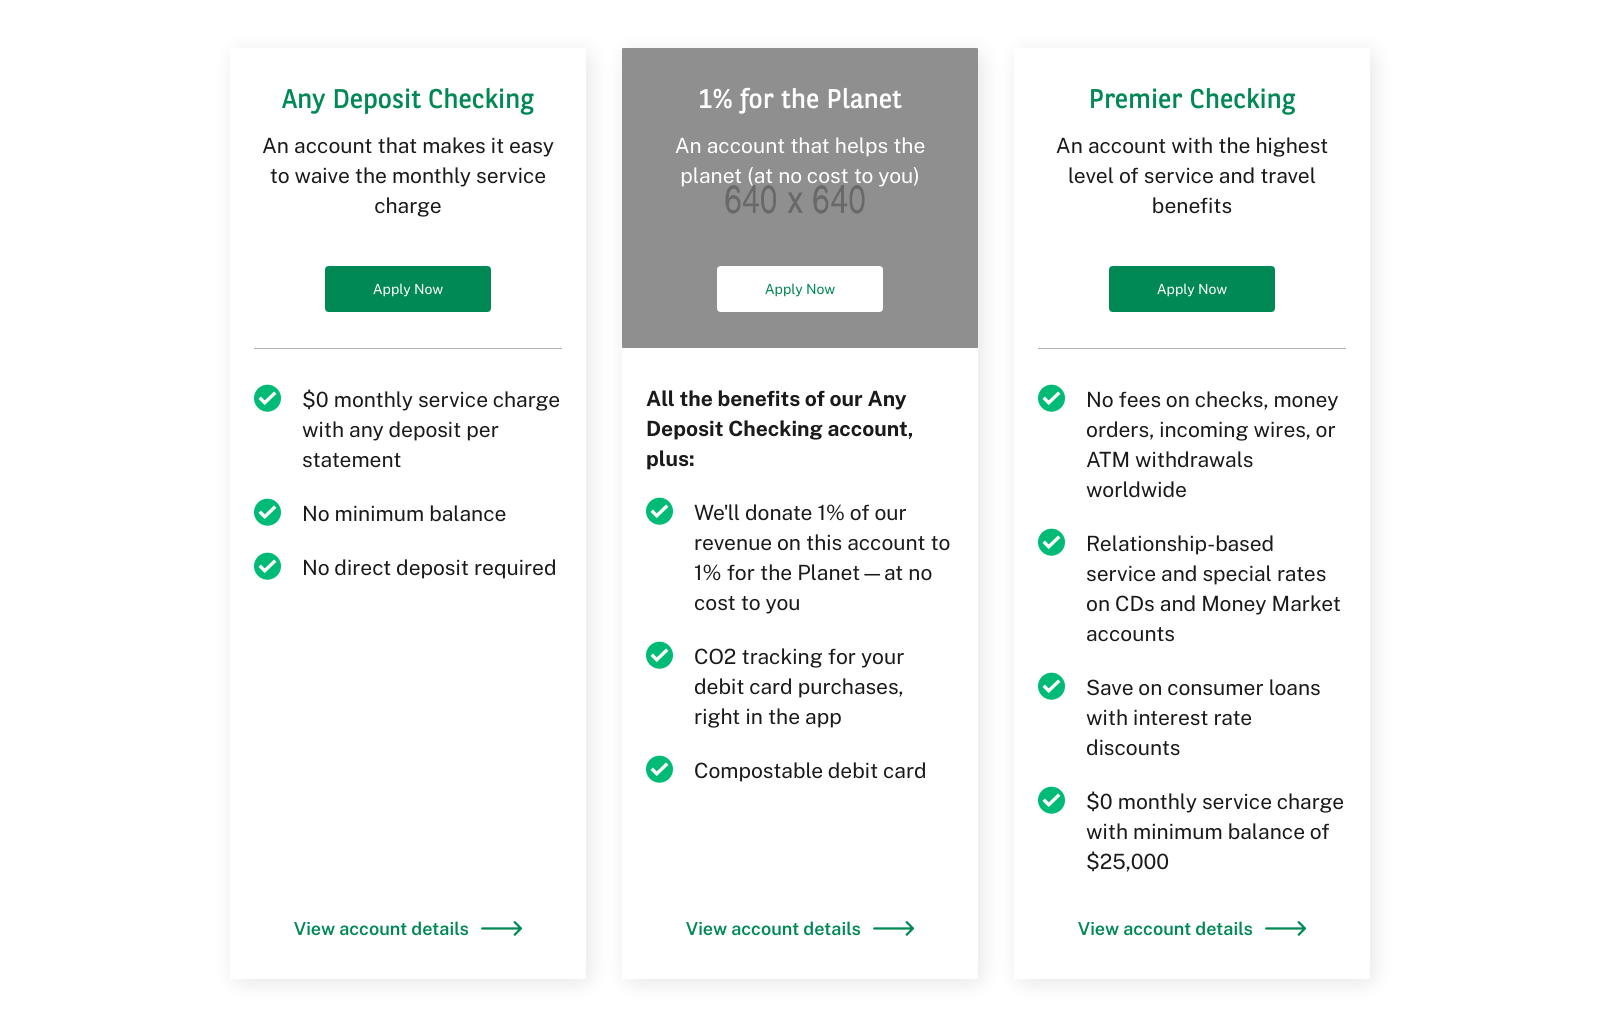 Any Deposit Checking
An account that makes it easy
to waive the monthly service
charge
Apply Now
$0 monthly service charge
with any deposit per
statement
No minimum balance
No direct deposit required
View account details
1% for the Planet
An account that helps the
planet (at no cost to you)
640 x 640
Apply Now
All the benefits of our Any
Deposit Checking account,
plus:
We'll donate 1% of our
revenue on this account to
1% for the Planet—at no
cost to you
CO2 tracking for your
debit card purchases,
right in the app
Compostable debit card
View account details
Premier Checking
An account with the highest
level of service and travel
benefits
Apply Now
No fees on checks, money
orders, incoming wires, or
ATM withdrawals
worldwide
Relationship-based
service and special rates
on CDs and Money Market
accounts
Save on consumer loans
with interest rate
discounts
$0 monthly service charge
with minimum balance of
$25,000
View account details